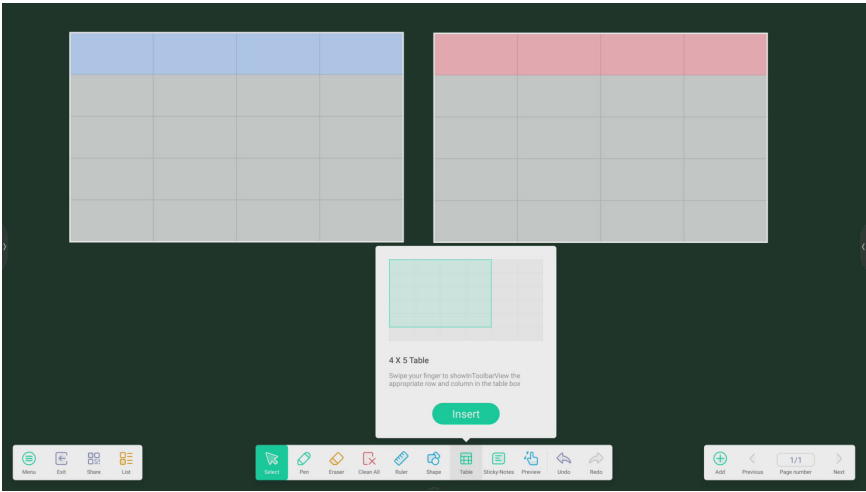 4 X 5 Table
Swipe your finger to showInToolbarView the
appropriate row and column in the table box
Insert
Menu
Exit
Share
List
Select
Pen
Eraser
Clean All
Ruler
Shape
Table
Sticky-Notes
Preview
Undo
Redo
Add
Previous
1/1
Page number
Next